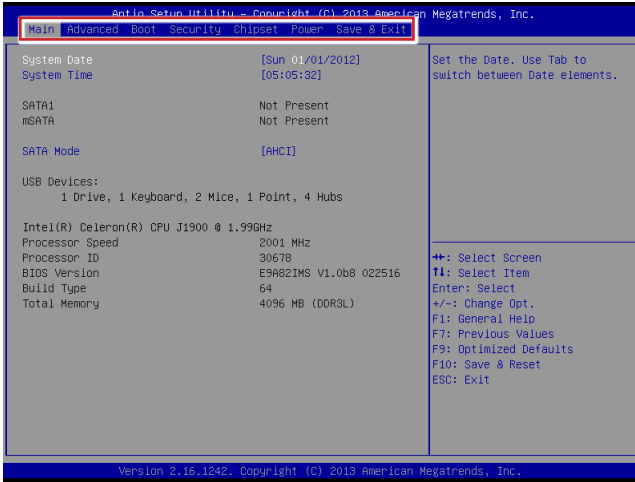 Aptio Setup Utility – Copyright (C) 2013 American Megatrends, Inc.
Main Advanced Boot Security Chipset Power Save & Exit
System Date [Sun 01/01/2012]
System Time [05:05:32]
SATA1 Not Present
mSATA Not Present
SATA Mode [AHCI]
USB Devices:
1 Drive, 1 Keyboard, 2 Mice, 1 Point, 4 Hubs
Intel(R) Celeron(R) CPU J1900 @ 1.99GHz
Processor Speed 2001 MHz
Processor ID 30678
BIOS Version E9A82IMS V1.0b8 022516
Build Type 64
Total Memory 4096 MB (DDR3L)
Set the Date. Use Tab to
switch between Date elements.
→←: Select Screen
↑↓: Select Item
Enter: Select
+/-: Change Opt.
F1: General Help
F7: Previous Values
F9: Optimized Defaults
F10: Save & Reset
ESC: Exit
Version 2.16.1242. Copyright (C) 2013 American Megatrends, Inc.